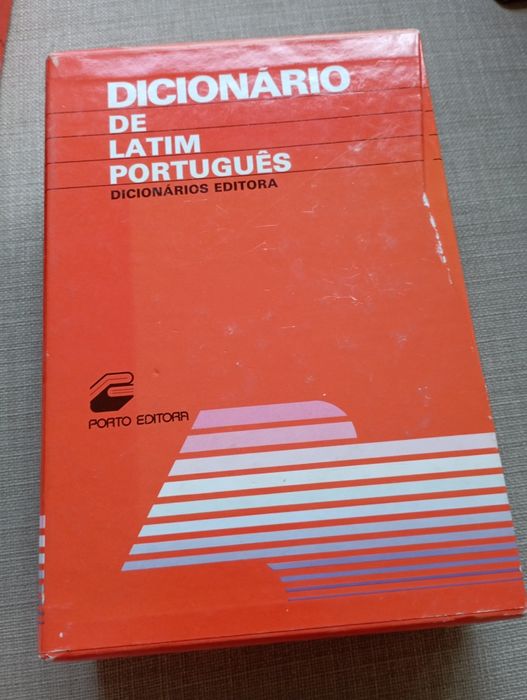 DICIONÁRIO
DE
LATIM
PORTUGUÊS
DICIONÁRIOS EDITORA
PORTO EDITORA